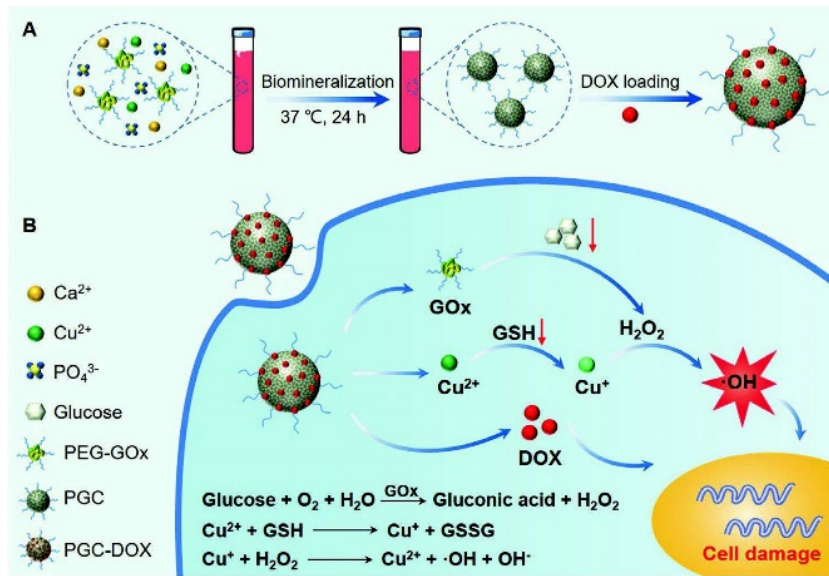 A
Biomineralization
37 ℃, 24 h
DOX loading
B
Ca²⁺
Cu²⁺
PO₄³⁻
Glucose
PEG-GOx
PGC
PGC-DOX
GOx
GSH
H₂O₂
Cu²⁺
Cu⁺
·OH
DOX
Glucose + O₂ + H₂O GOx⟶ Gluconic acid + H₂O₂
Cu²⁺ + GSH ⟶ Cu⁺ + GSSG
Cu⁺ + H₂O₂ ⟶ Cu²⁺ + ·OH + OH⁻
Cell damage